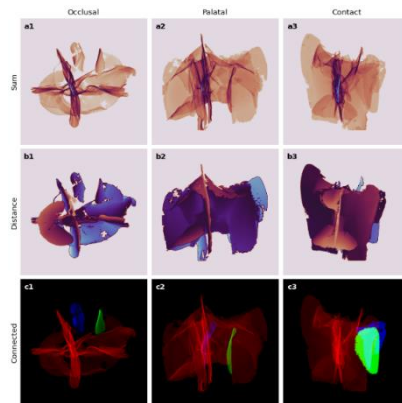 Occlusal Palatal Contact
Sum a1 a2 a3
Distance b1 b2 b3
Connected c1 c2 c3